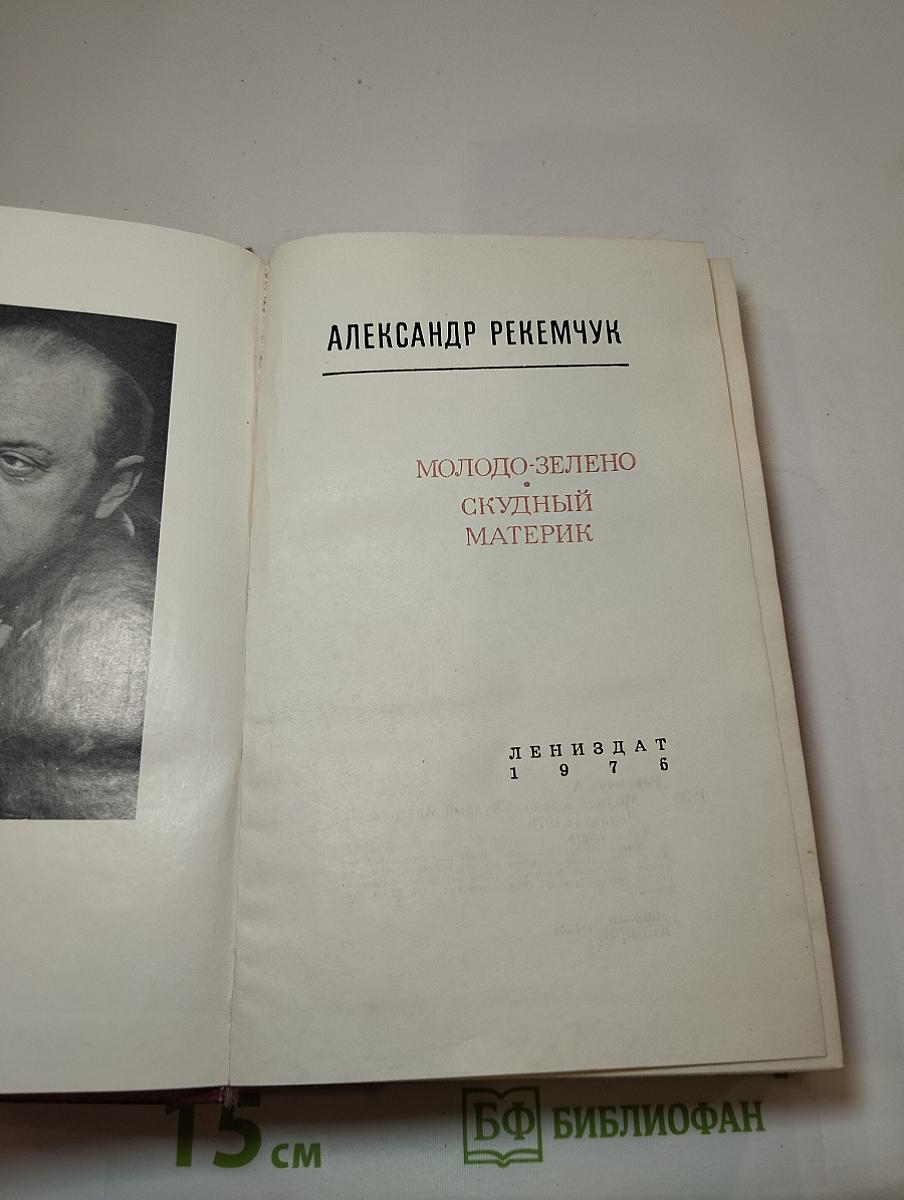 АЛЕКСАНДР РЕКЕМЧУК
МОЛОДО-ЗЕЛЕНО
•
СКУДНЫЙ
МАТЕРИК
ЛЕНИЗДАТ
1976
15 СМ
БФ БИБЛИОФАН